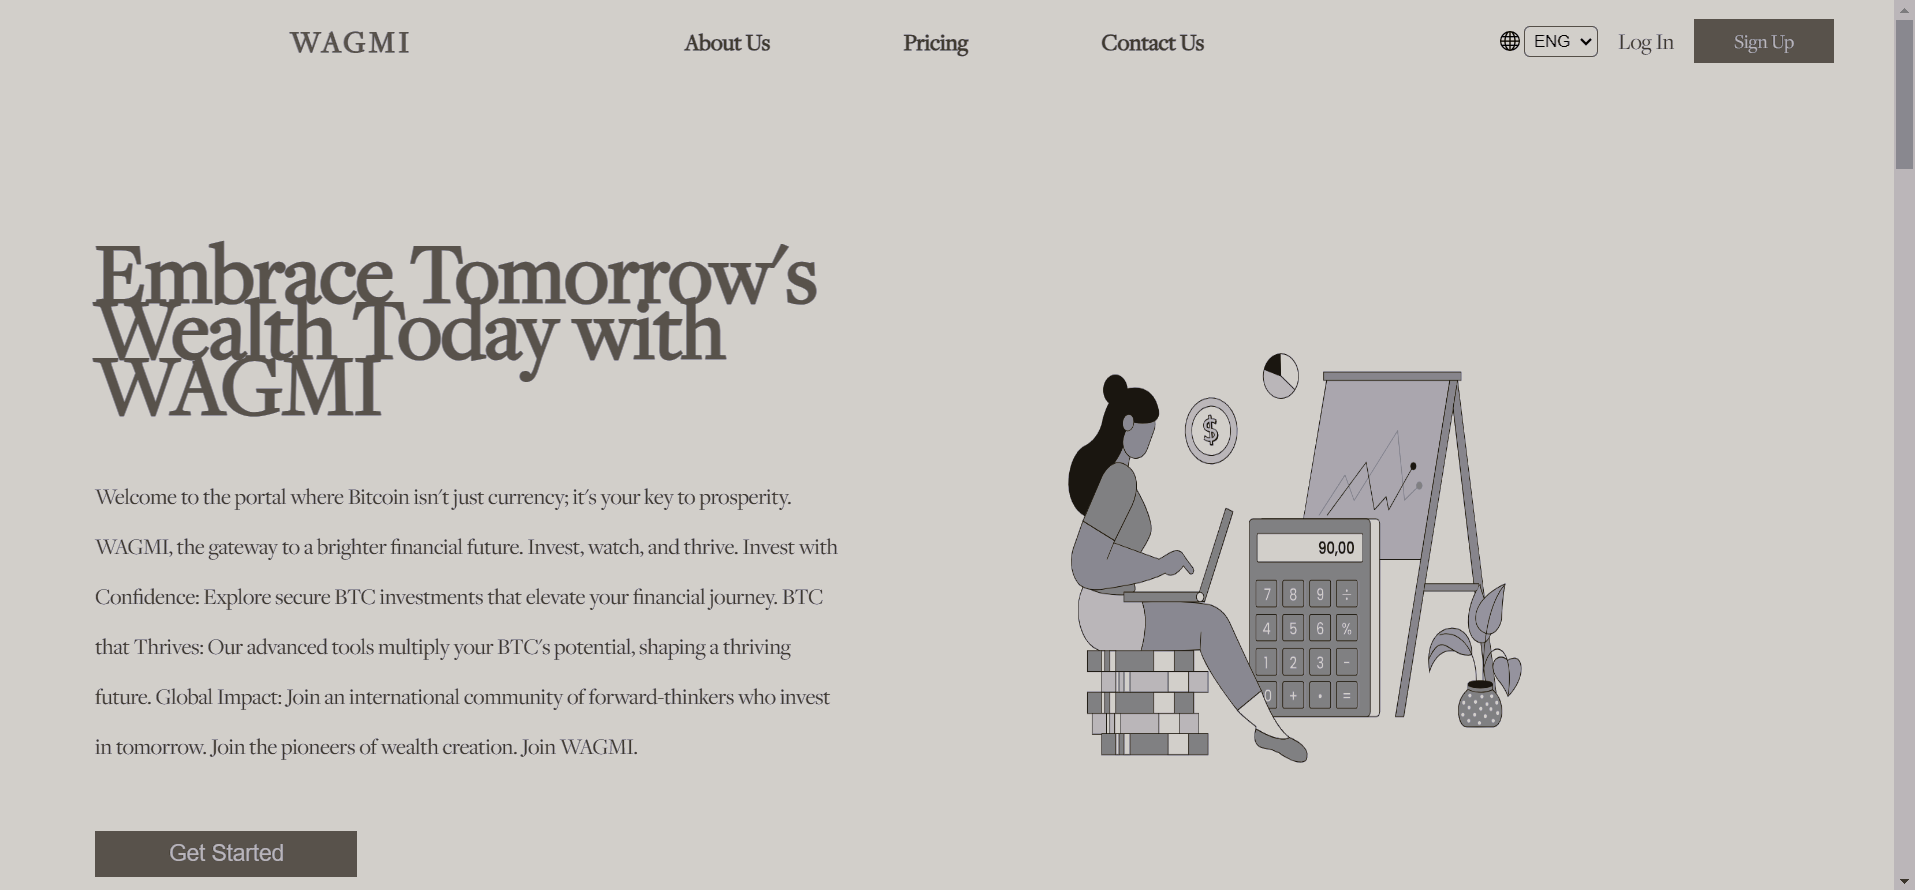 WAGMI
About Us
Pricing
Contact Us
ENG
Log In
Sign Up
Embrace Tomorrow's
Wealth Today with
WAGMI
Welcome to the portal where Bitcoin isn't just currency; it's your key to prosperity.
WAGMI, the gateway to a brighter financial future. Invest, watch, and thrive. Invest with
Confidence: Explore secure BTC investments that elevate your financial journey. BTC
that Thrives: Our advanced tools multiply your BTC's potential, shaping a thriving
future. Global Impact: Join an international community of forward-thinkers who invest
in tomorrow. Join the pioneers of wealth creation. Join WAGMI.
$
90,00
7 8 9 ÷
4 5 6 %
1 2 3 -
0 + • =
Get Started